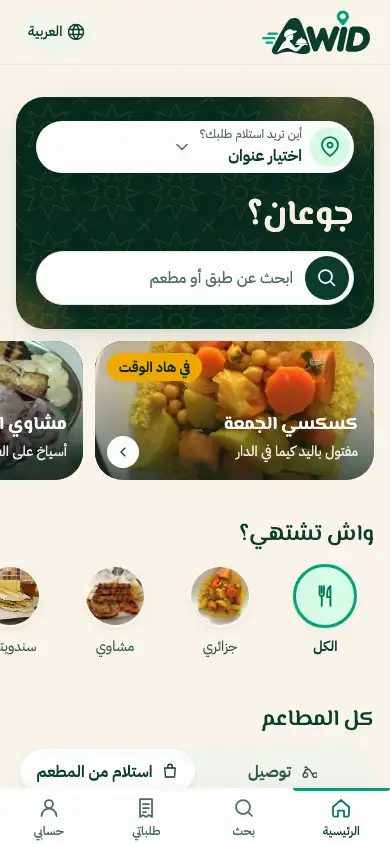 AWID
العربية
أين تريد استلام طلبك؟
اختيار عنوان
جوعان؟
ابحث عن طبق أو مطعم
في هاد الوقت
كسكسي الجمعة
مفتول باليد كيما في الدار
مشاوي
أسياخ على
واش تشتهي؟
الكل
جزائري
مشاوي
كل المطاعم
توصيل
استلام من المطعم
الرئيسية
بحث
طلباتي
حسابي